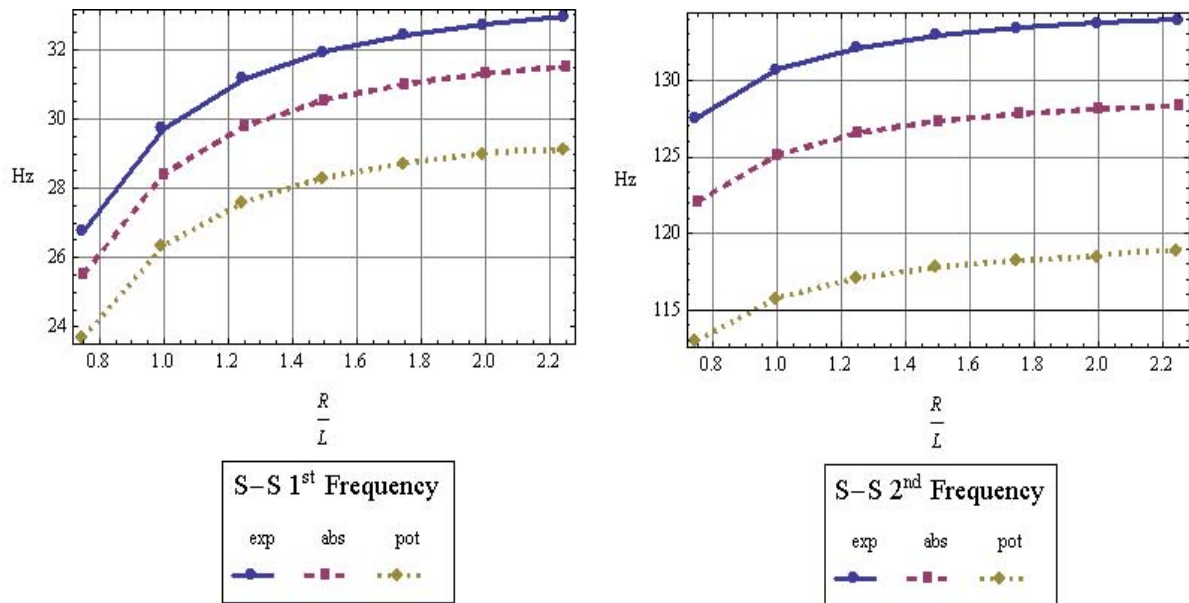 32
30
Hz
28
26
24
0.8 1.0 1.2 1.4 1.6 1.8 2.0 2.2
R
L
S–S 1st Frequency
exp abs pot
130
125
Hz
120
115
0.8 1.0 1.2 1.4 1.6 1.8 2.0 2.2
R
L
S–S 2nd Frequency
exp abs pot